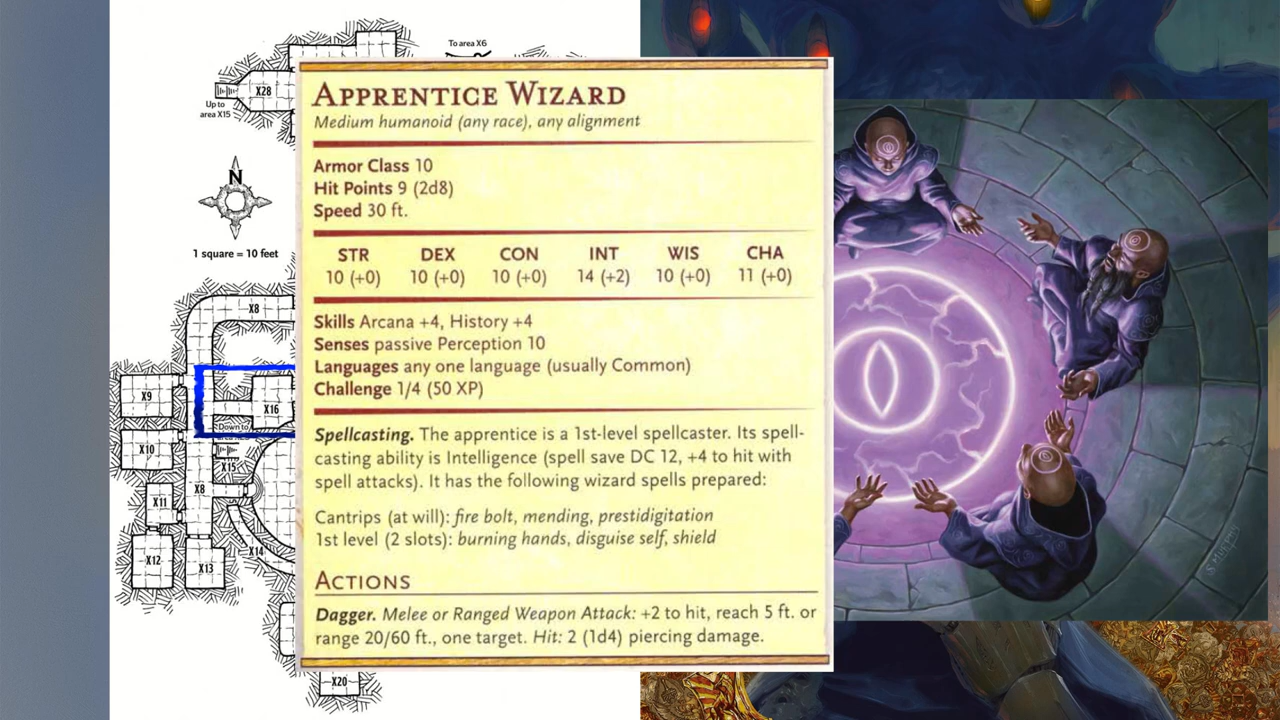 To area X6
X28
Up to
area X15
N
1 square = 10 feet
X8
X9
X16
Down to
X10
X15
X8
X11
X14
X12
X13
X20
APPRENTICE WIZARD
Medium humanoid (any race), any alignment
Armor Class 10
Hit Points 9 (2d8)
Speed 30 ft.
STR DEX CON INT WIS CHA
10 (+0) 10 (+0) 10 (+0) 14 (+2) 10 (+0) 11 (+0)
Skills Arcana +4, History +4
Senses passive Perception 10
Languages any one language (usually Common)
Challenge 1/4 (50 XP)
Spellcasting. The apprentice is a 1st-level spellcaster. Its spell-
casting ability is Intelligence (spell save DC 12, +4 to hit with
spell attacks). It has the following wizard spells prepared:
Cantrips (at will): fire bolt, mending, prestidigitation
1st level (2 slots): burning hands, disguise self, shield
ACTIONS
Dagger. Melee or Ranged Weapon Attack: +2 to hit, reach 5 ft. or
range 20/60 ft., one target. Hit: 2 (1d4) piercing damage.